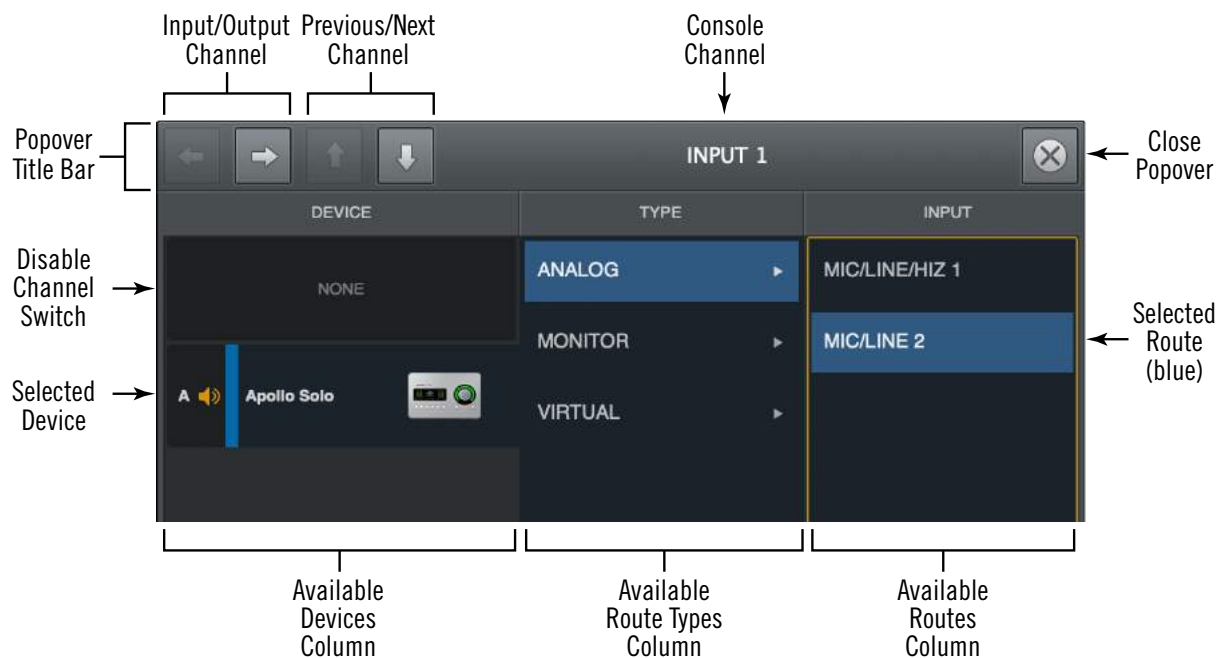 Input/Output
Channel
Previous/Next
Channel
Console
Channel
Popover
Title Bar
INPUT 1
Close
Popover
DEVICE
TYPE
INPUT
Disable
Channel
Switch
NONE
ANALOG
MIC/LINE/HIZ 1
MONITOR
MIC/LINE 2
Selected
Route
(blue)
Selected
Device
A
Apollo Solo
VIRTUAL
Available
Devices
Column
Available
Route Types
Column
Available
Routes
Column